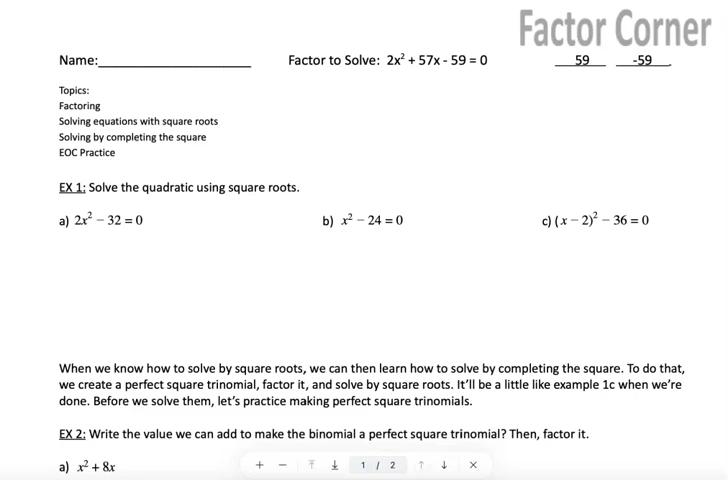 Factor Corner
Name:____________________ Factor to Solve: 2x² + 57x - 59 = 0 __59__ __-59__.
Topics:
Factoring
Solving equations with square roots
Solving by completing the square
EOC Practice
EX 1: Solve the quadratic using square roots.
a) 2x² − 32 = 0 b) x² − 24 = 0 c) (x − 2)² − 36 = 0
When we know how to solve by square roots, we can then learn how to solve by completing the square. To do that,
we create a perfect square trinomial, factor it, and solve by square roots. It’ll be a little like example 1c when we’re
done. Before we solve them, let’s practice making perfect square trinomials.
EX 2: Write the value we can add to make the binomial a perfect square trinomial? Then, factor it.
a) x² + 8x
1 / 2